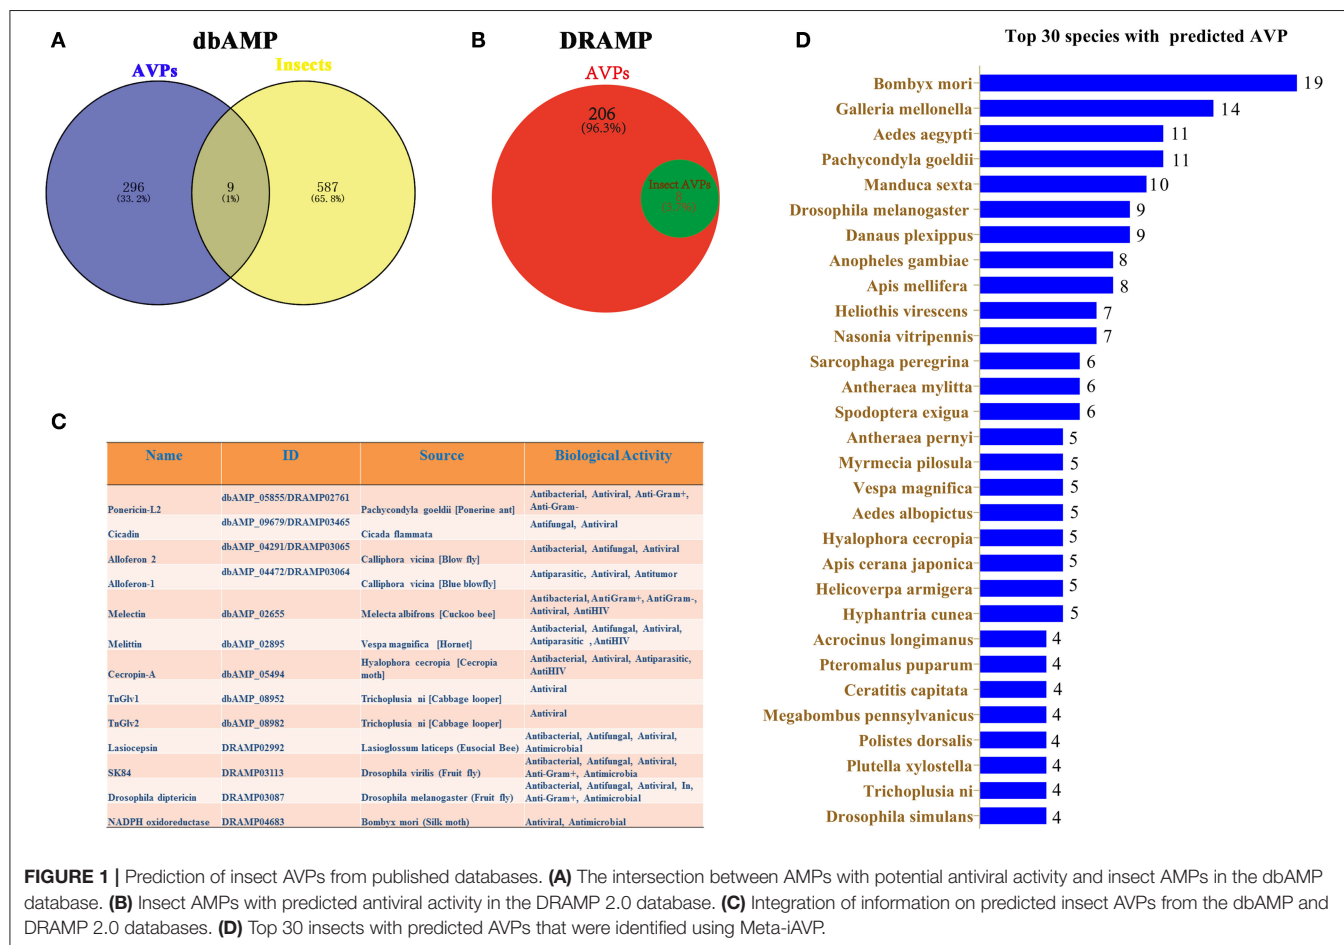 A
dbAMP
AVPs
Insects
296
(33.2%)
9
(1%)
587
(65.8%)
B
DRAMP
AVPs
206
(96.3%)
Insect AVPs
8
(3.7%)
C
Name ID Source Biological Activity
Ponericin-L2 dbAMP_05855/DRAMP02761 Pachycondyla goeldii [Ponerine ant] Antibacterial, Antiviral, Anti-Gram+,
Anti-Gram-
Cicadin dbAMP_09679/DRAMP03465 Cicada flammata Antifungal, Antiviral
Alloferon 2 dbAMP_04291/DRAMP03065 Calliphora vicina [Blow fly] Antibacterial, Antifungal, Antiviral
Alloferon-1 dbAMP_04472/DRAMP03064 Calliphora vicina [Blue blowfly] Antiparasitic, Antiviral, Antitumor
Melectin dbAMP_02655 Melecta albifrons [Cuckoo bee] Antibacterial, AntiGram+, AntiGram-,
Antiviral, AntiHIV
Melittin dbAMP_02895 Vespa magnifica [Hornet] Antibacterial, Antifungal, Antiviral,
Antiparasitic , AntiHIV
Cecropin-A dbAMP_05494 Hyalophora cecropia [Cecropia
moth] Antibacterial, Antiviral, Antiparasitic,
AntiHIV
TnGlv1 dbAMP_08952 Trichoplusia ni [Cabbage looper] Antiviral
TnGlv2 dbAMP_08982 Trichoplusia ni [Cabbage looper] Antiviral
Lasiocepsin DRAMP02992 Lasioglossum laticeps (Eusocial Bee) Antibacterial, Antifungal, Antiviral,
Antimicrobial
SK84 DRAMP03113 Drosophila virilis (Fruit fly) Antibacterial, Antifungal, Antiviral,
Anti-Gram+, Antimicrobia
Drosophila diptericin DRAMP03087 Drosophila melanogaster (Fruit fly) Antibacterial, Antifungal, Antiviral, In,
Anti-Gram+, Antimicrobial
NADPH oxidoreductase DRAMP04683 Bombyx mori (Silk moth) Antiviral, Antimicrobial
D
Top 30 species with predicted AVP
Bombyx mori 19
Galleria mellonella 14
Aedes aegypti 11
Pachycondyla goeldii 11
Manduca sexta 10
Drosophila melanogaster 9
Danaus plexippus 9
Anopheles gambiae 8
Apis mellifera 8
Heliothis virescens 7
Nasonia vitripennis 7
Sarcophaga peregrina 6
Antheraea mylitta 6
Spodoptera exigua 6
Antheraea pernyi 5
Myrmecia pilosula 5
Vespa magnifica 5
Aedes albopictus 5
Hyalophora cecropia 5
Apis cerana japonica 5
Helicoverpa armigera 5
Hyphantria cunea 5
Acrocinus longimanus 4
Pteromalus puparum 4
Ceratitis capitata 4
Megabombus pennsylvanicus 4
Polistes dorsalis 4
Plutella xylostella 4
Trichoplusia ni 4
Drosophila simulans 4
FIGURE 1 | Prediction of insect AVPs from published databases. (A) The intersection between AMPs with potential antiviral activity and insect AMPs in the dbAMP
database. (B) Insect AMPs with predicted antiviral activity in the DRAMP 2.0 database. (C) Integration of information on predicted insect AVPs from the dbAMP and
DRAMP 2.0 databases. (D) Top 30 insects with predicted AVPs that were identified using Meta-iAVP.